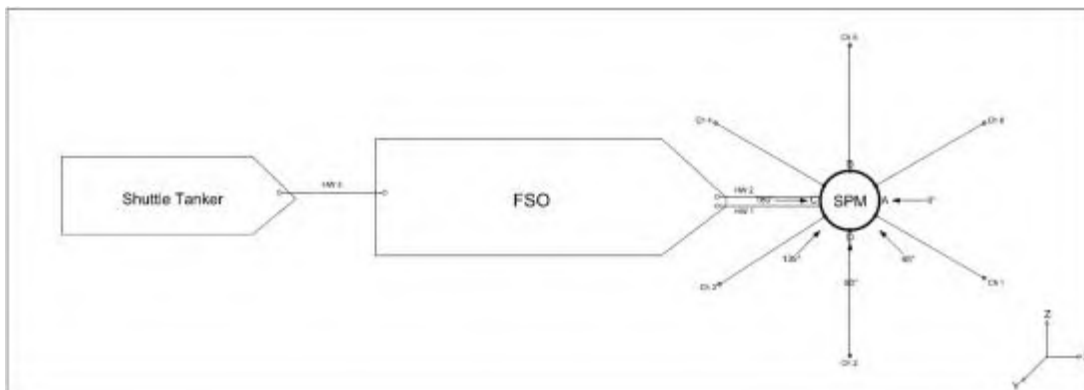 Ch 5
Ch 4
Ch 6
B
Shuttle Tanker
HW 3
FSO
HW 2
180°
C
SPM
A
0°
HW 1
D
135°
45°
Ch 3
90°
Ch 1
Ch 2
Z
Y